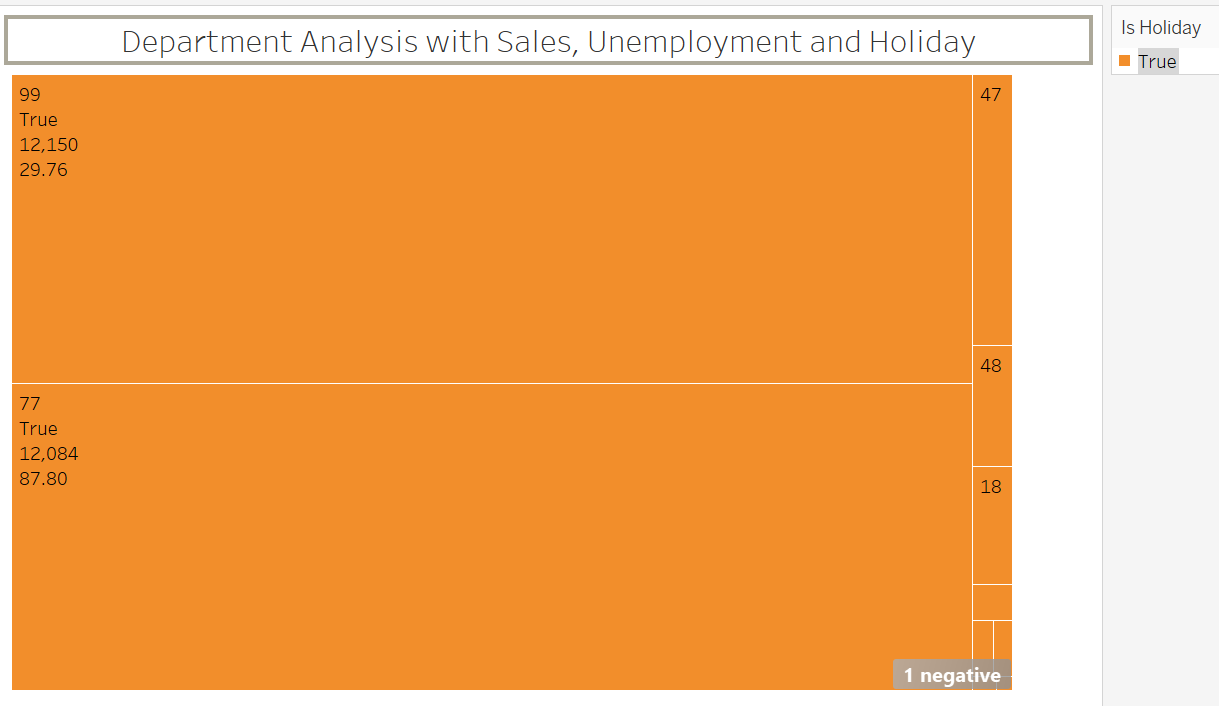 Department Analysis with Sales, Unemployment and Holiday
Is Holiday
True
99
True
12,150
29.76
47
48
77
True
12,084
87.80
18
1 negative